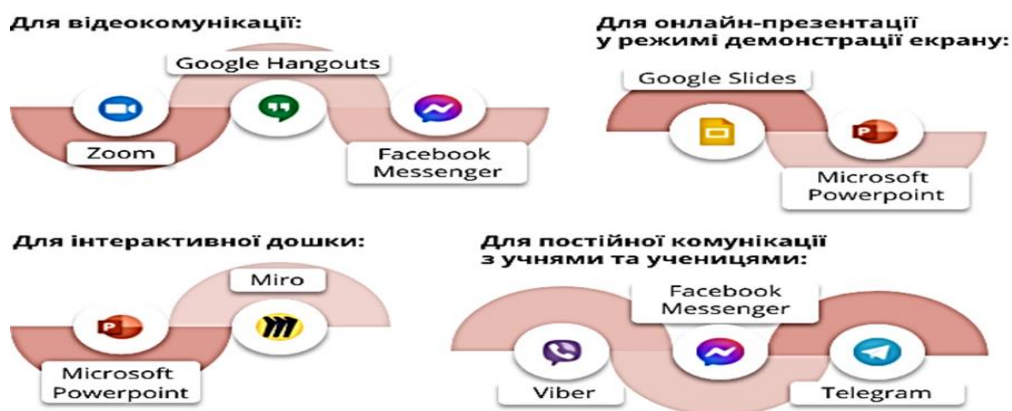 Для відеокомунікації:
Google Hangouts
Zoom
Facebook
Messenger
Для онлайн-презентації
у режимі демонстрації екрану:
Google Slides
Microsoft
Powerpoint
Для інтерактивної дошки:
Miro
Microsoft
Powerpoint
Для постійної комунікації
з учнями та ученицями:
Facebook
Messenger
Viber
Telegram